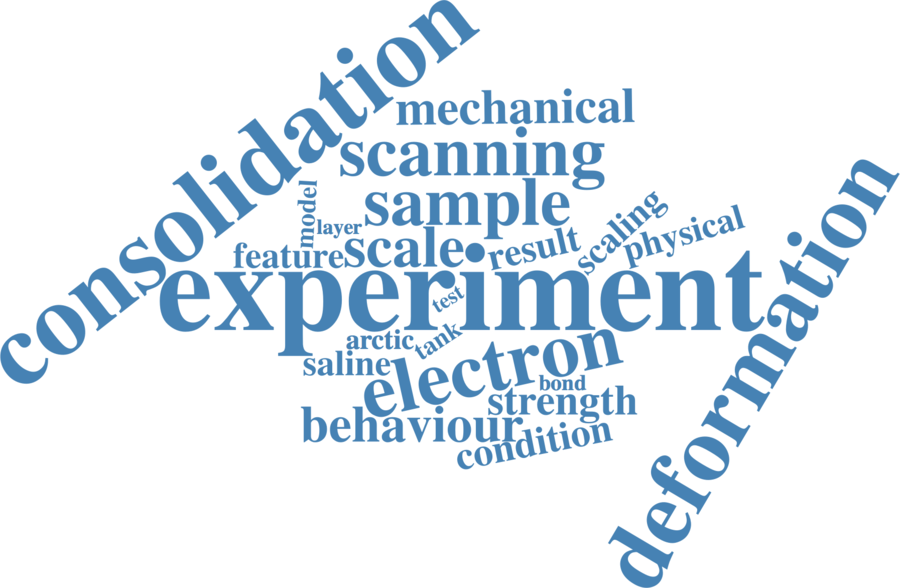 consolidation
mechanical
scanning
sample
model
layer
scaling
physical
feature
scale
result
experiment
test
deformation
arctic
tank
saline
electron
bond
strength
behaviour
condition